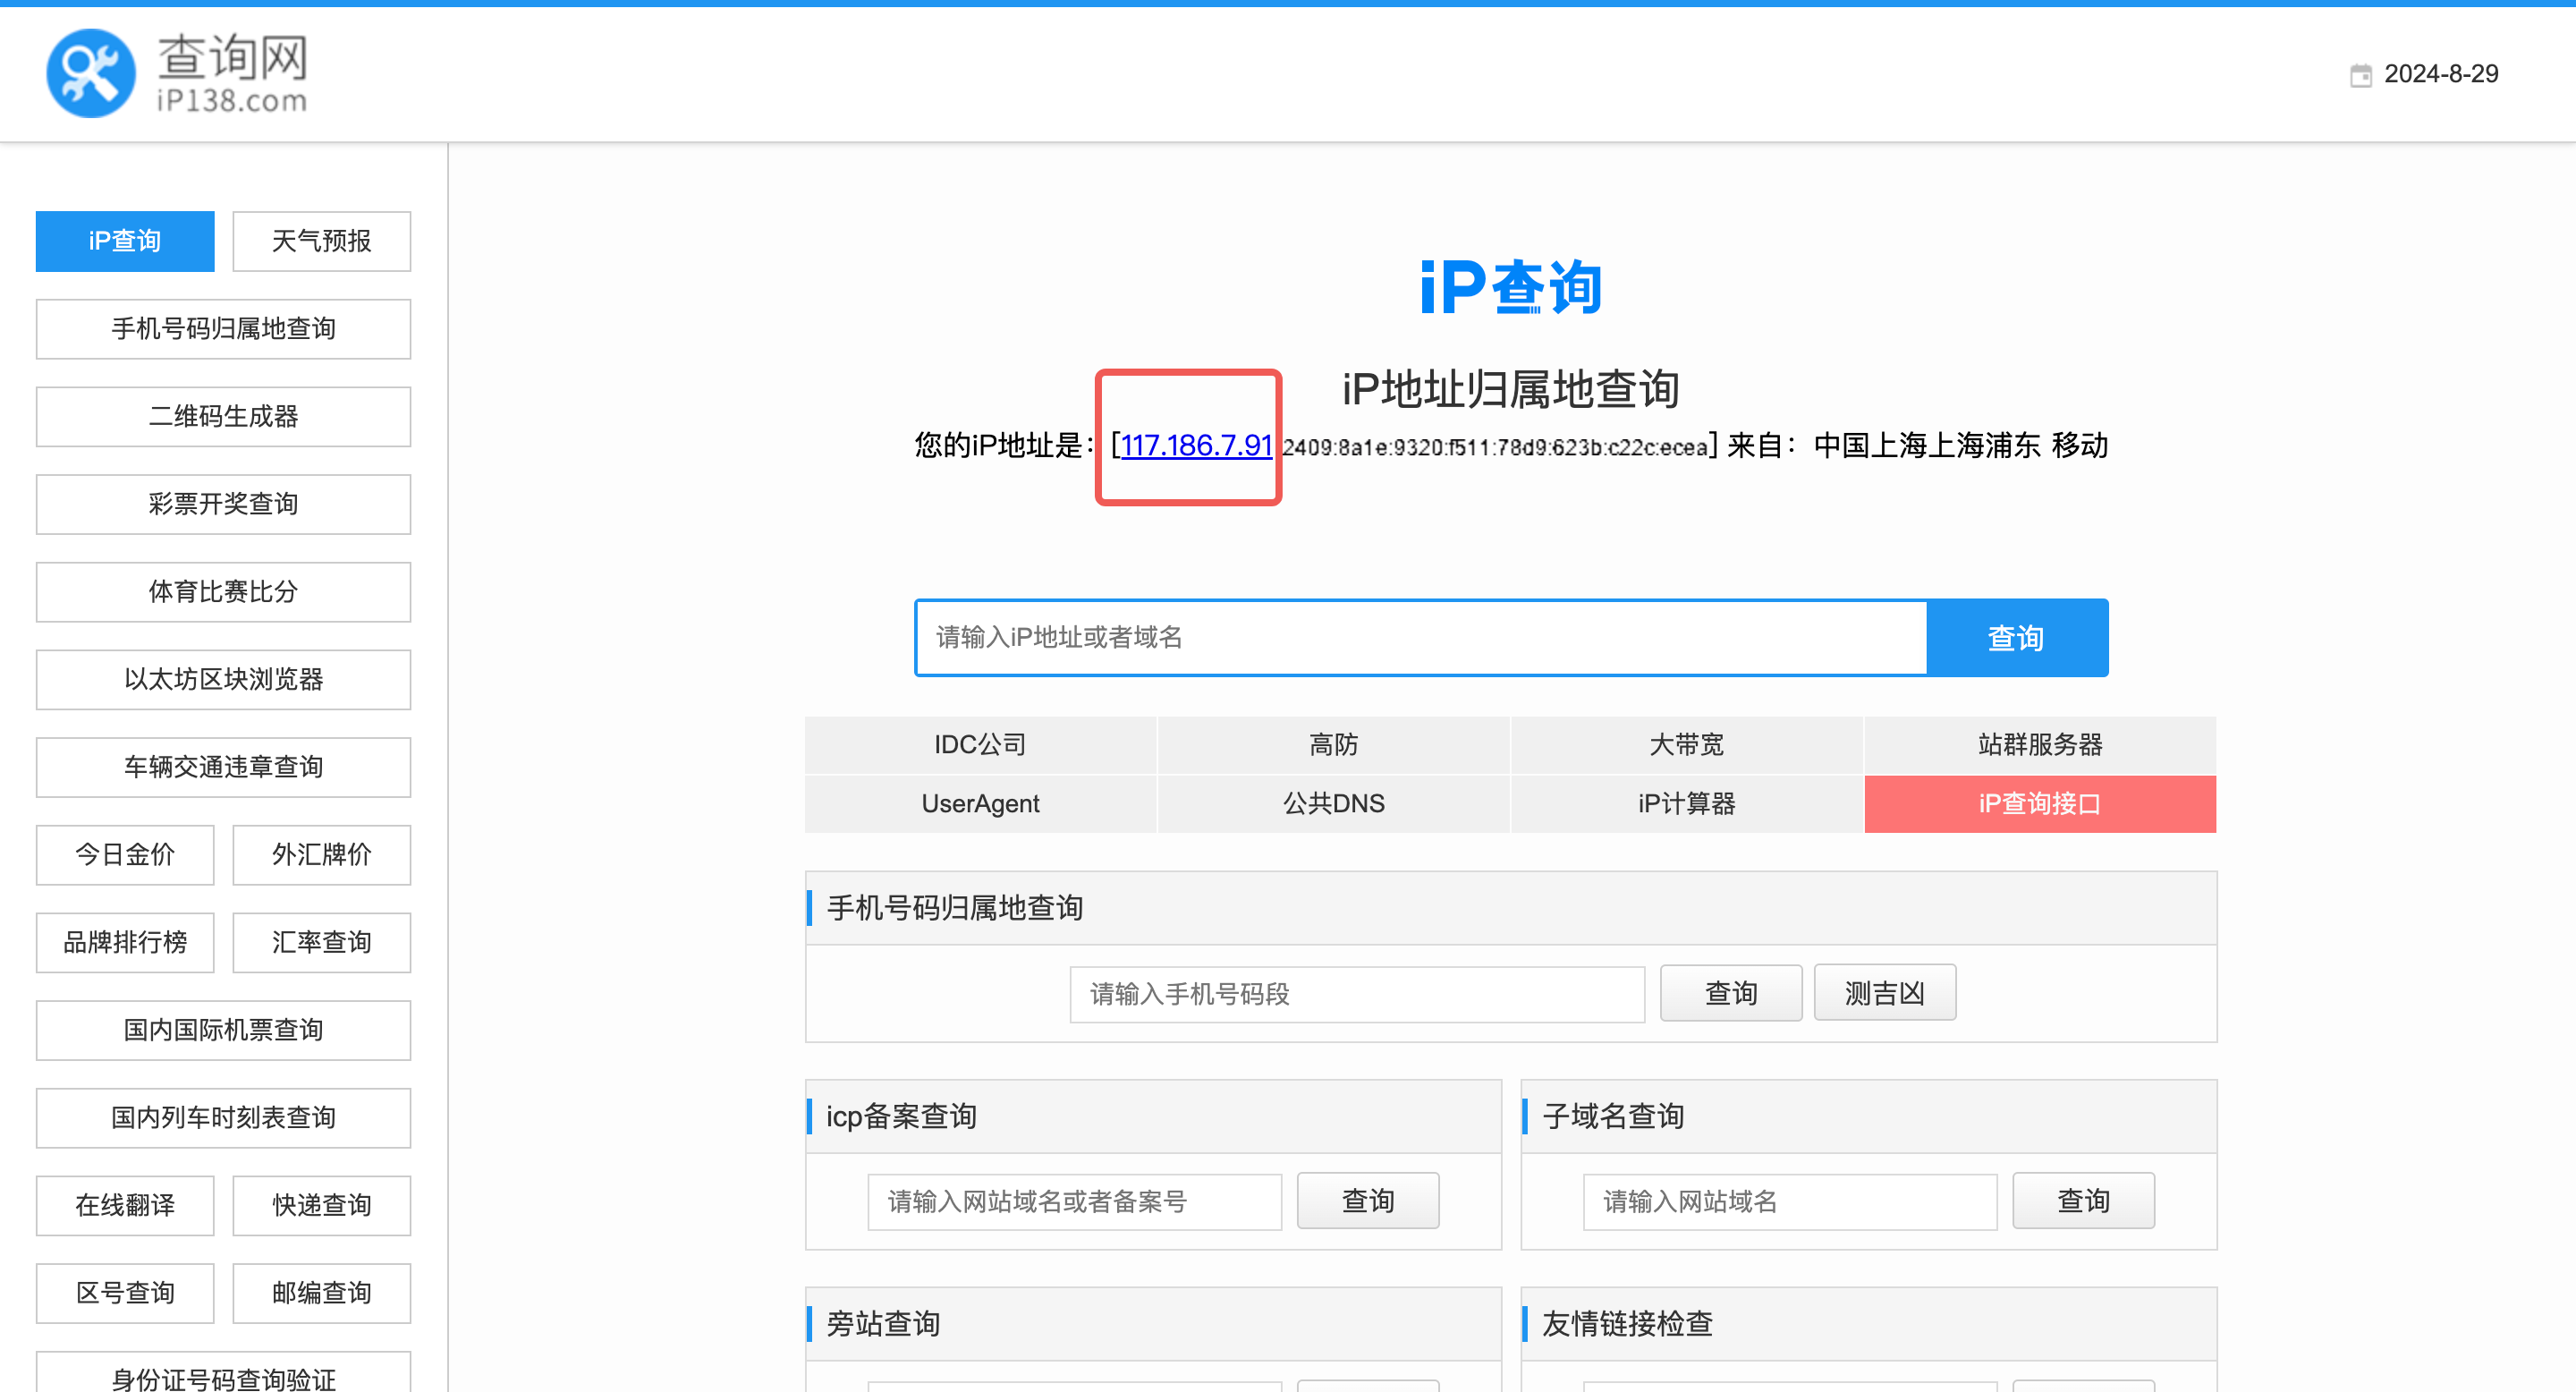 查询网
iP138.com
2024-8-29
iP查询
天气预报
手机号码归属地查询
二维码生成器
彩票开奖查询
体育比赛比分
以太坊区块浏览器
车辆交通违章查询
今日金价
外汇牌价
品牌排行榜
汇率查询
国内国际机票查询
国内列车时刻表查询
在线翻译
快递查询
区号查询
邮编查询
身份证号码查询验证
iP查询
iP地址归属地查询
您的iP地址是：[117.186.7.91 2409:8a1e:9320:f511:78d9:623b:c22c:ecea] 来自：中国上海上海浦东 移动
请输入iP地址或者域名
查询
IDC公司
高防
大带宽
站群服务器
UserAgent
公共DNS
iP计算器
iP查询接口
手机号码归属地查询
请输入手机号码段
查询
测吉凶
icp备案查询
请输入网站域名或者备案号
查询
子域名查询
请输入网站域名
查询
旁站查询
友情链接检查